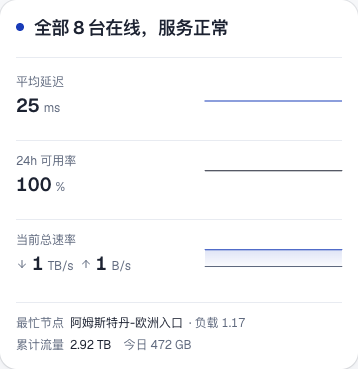 全部 8 台在线，服务正常
平均延迟
25 ms
24h 可用率
100 %
当前总速率
↓ 1 TB/s ↑ 1 B/s
最忙节点 阿姆斯特丹-欧洲入口 · 负载 1.17
累计流量 2.92 TB 今日 472 GB